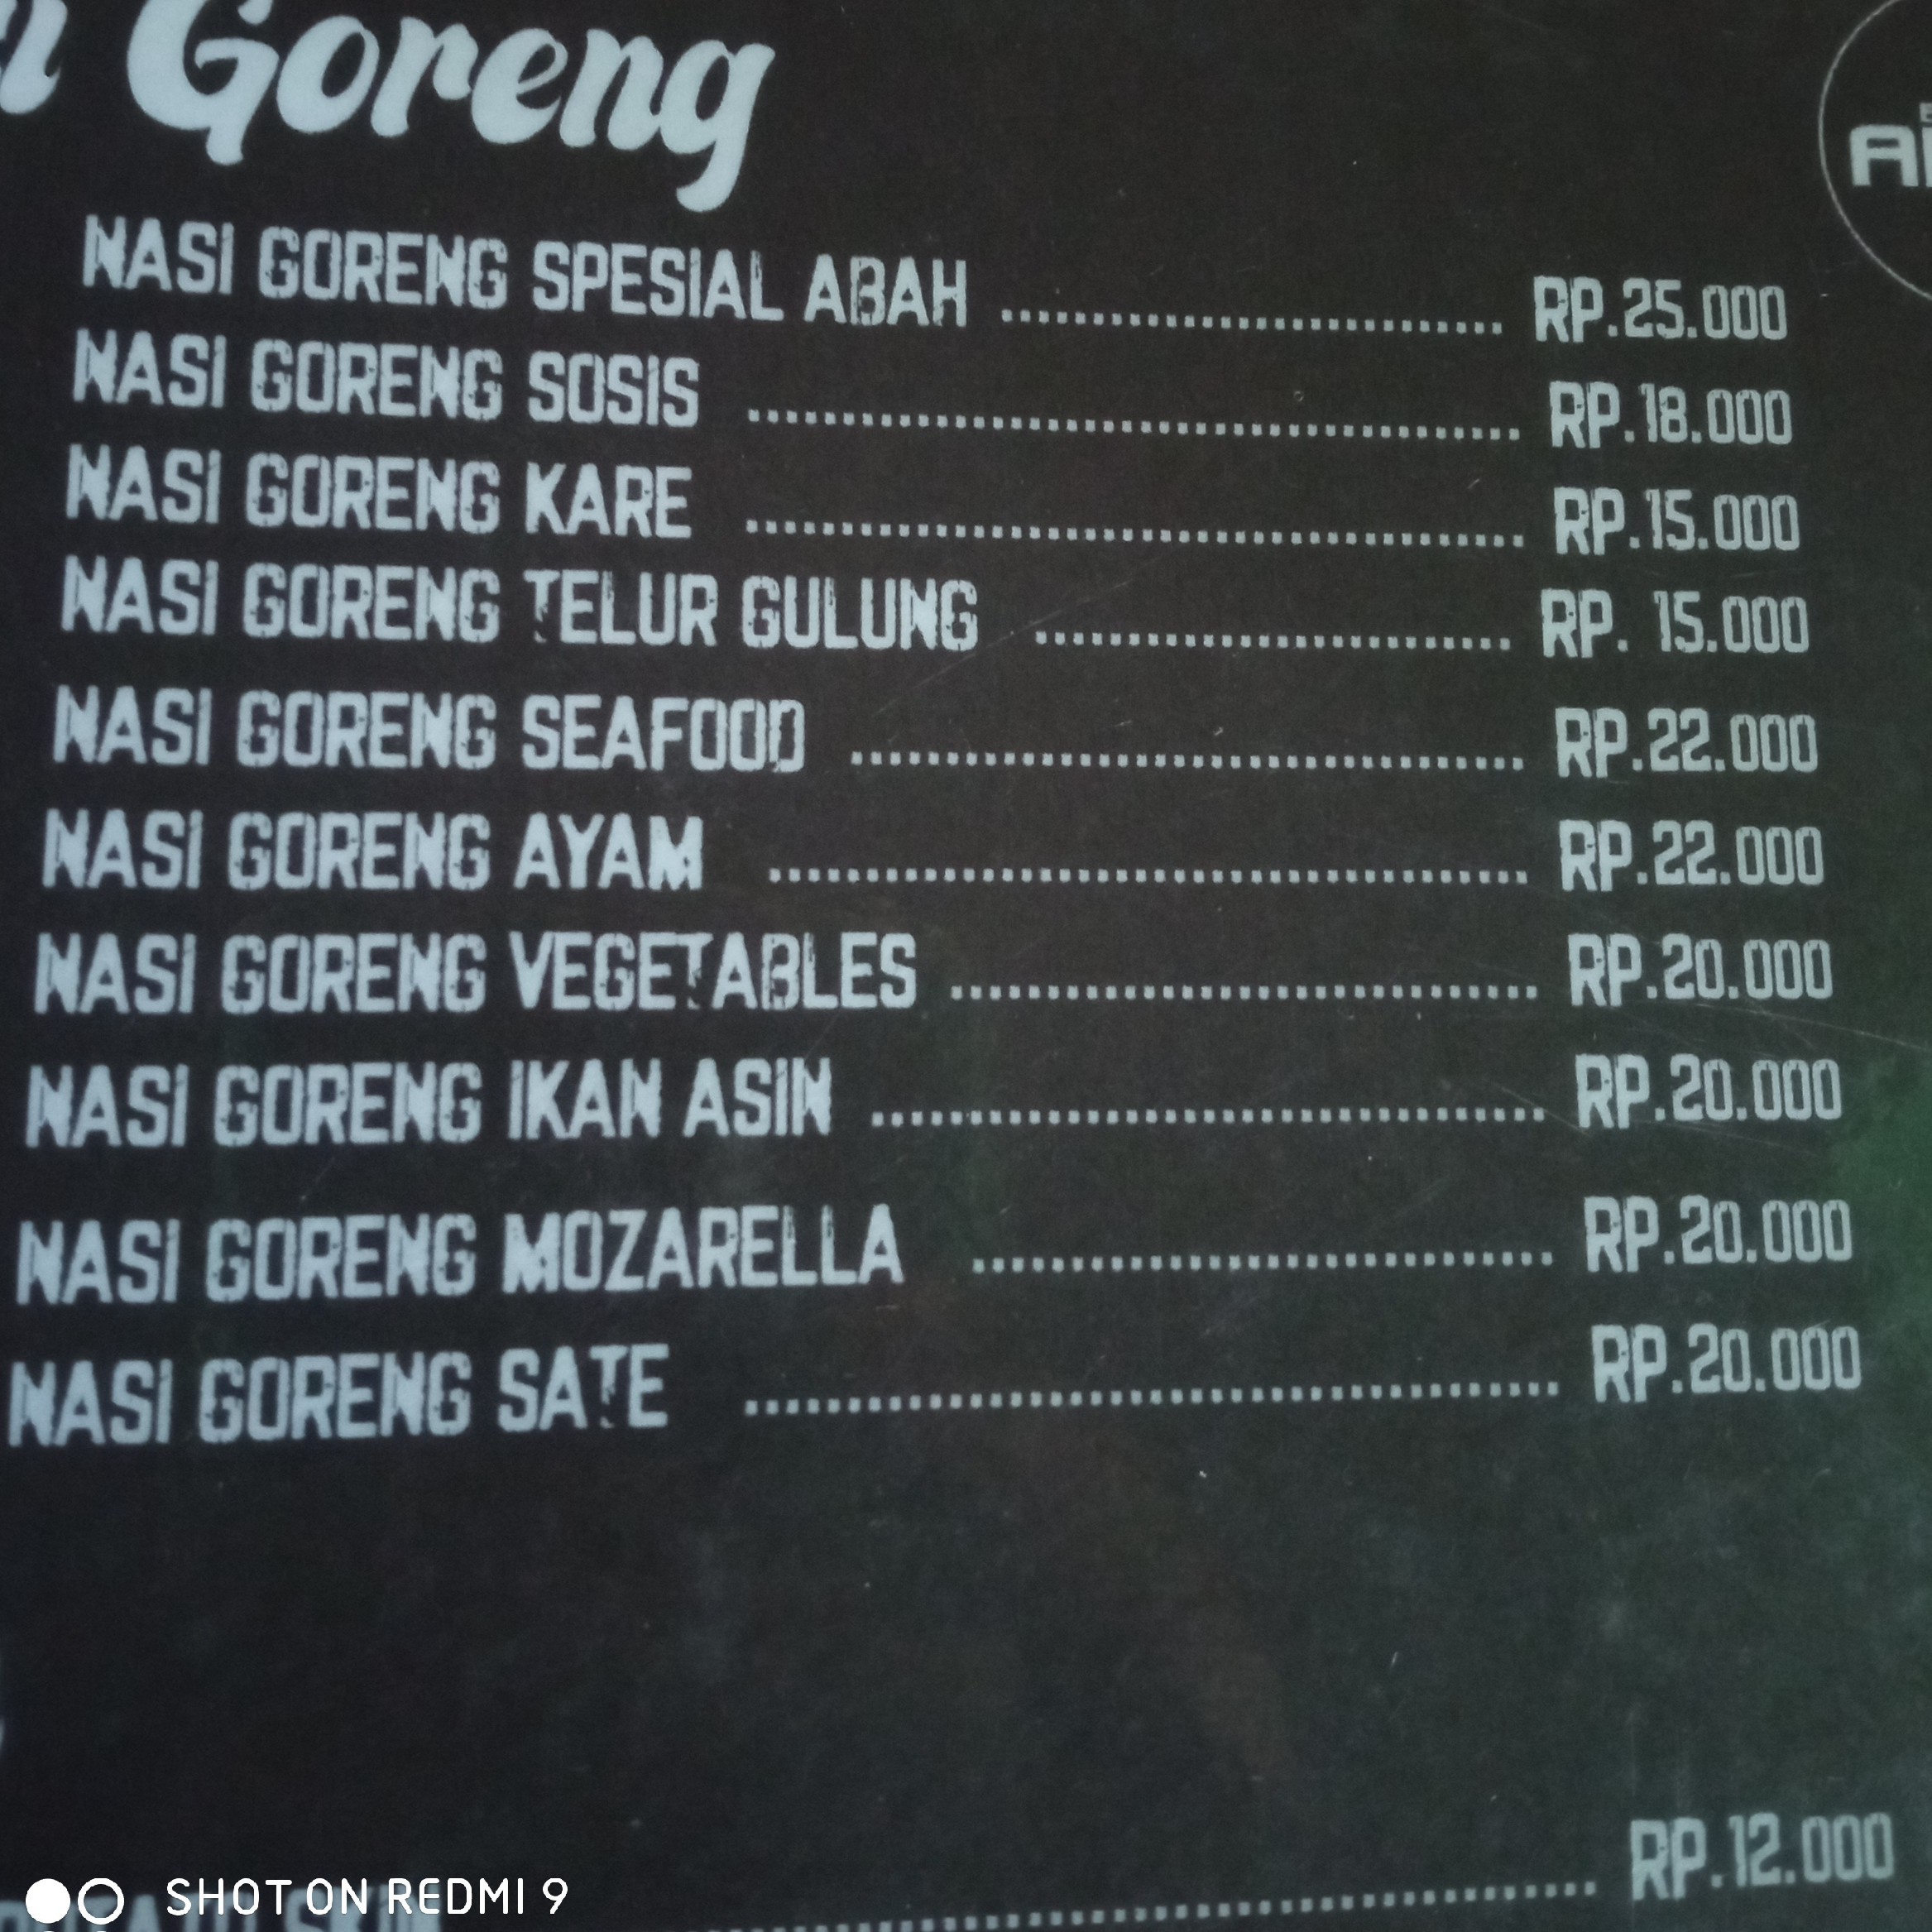 Goreng
NASI GORENG SPESIAL ABAH ........................... RP.25.000
NASI GORENG SOSIS ........................................ RP.18.000
NASI GORENG KARE ........................................ RP.15.000
NASI GORENG TELUR GULUNG ......................... RP. 15.000
NASI GORENG SEAFOOD ................................... RP.22.000
NASI GORENG AYAM ....................................... RP.22.000
NASI GORENG VEGETABLES .............................. RP.20.000
NASI GORENG IKAN ASIN .................................. RP.20.000
NASI GORENG MOZARELLA .............................. RP.20.000
NASI GORENG SATE ........................................ RP.20.000
RP.12.000
SHOT ON REDMI 9